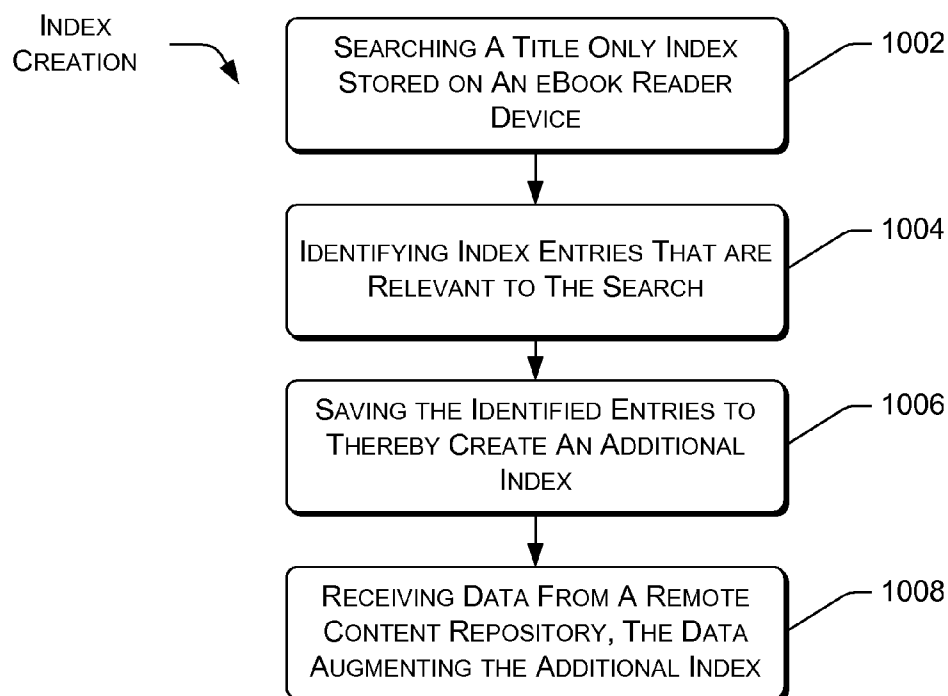 INDEX
CREATION
SEARCHING A TITLE ONLY INDEX
STORED ON AN EBOOK READER
DEVICE
1002
IDENTIFYING INDEX ENTRIES THAT ARE
RELEVANT TO THE SEARCH
1004
SAVING THE IDENTIFIED ENTRIES TO
THEREBY CREATE AN ADDITIONAL
INDEX
1006
RECEIVING DATA FROM A REMOTE
CONTENT REPOSITORY, THE DATA
AUGMENTING THE ADDITIONAL INDEX
1008